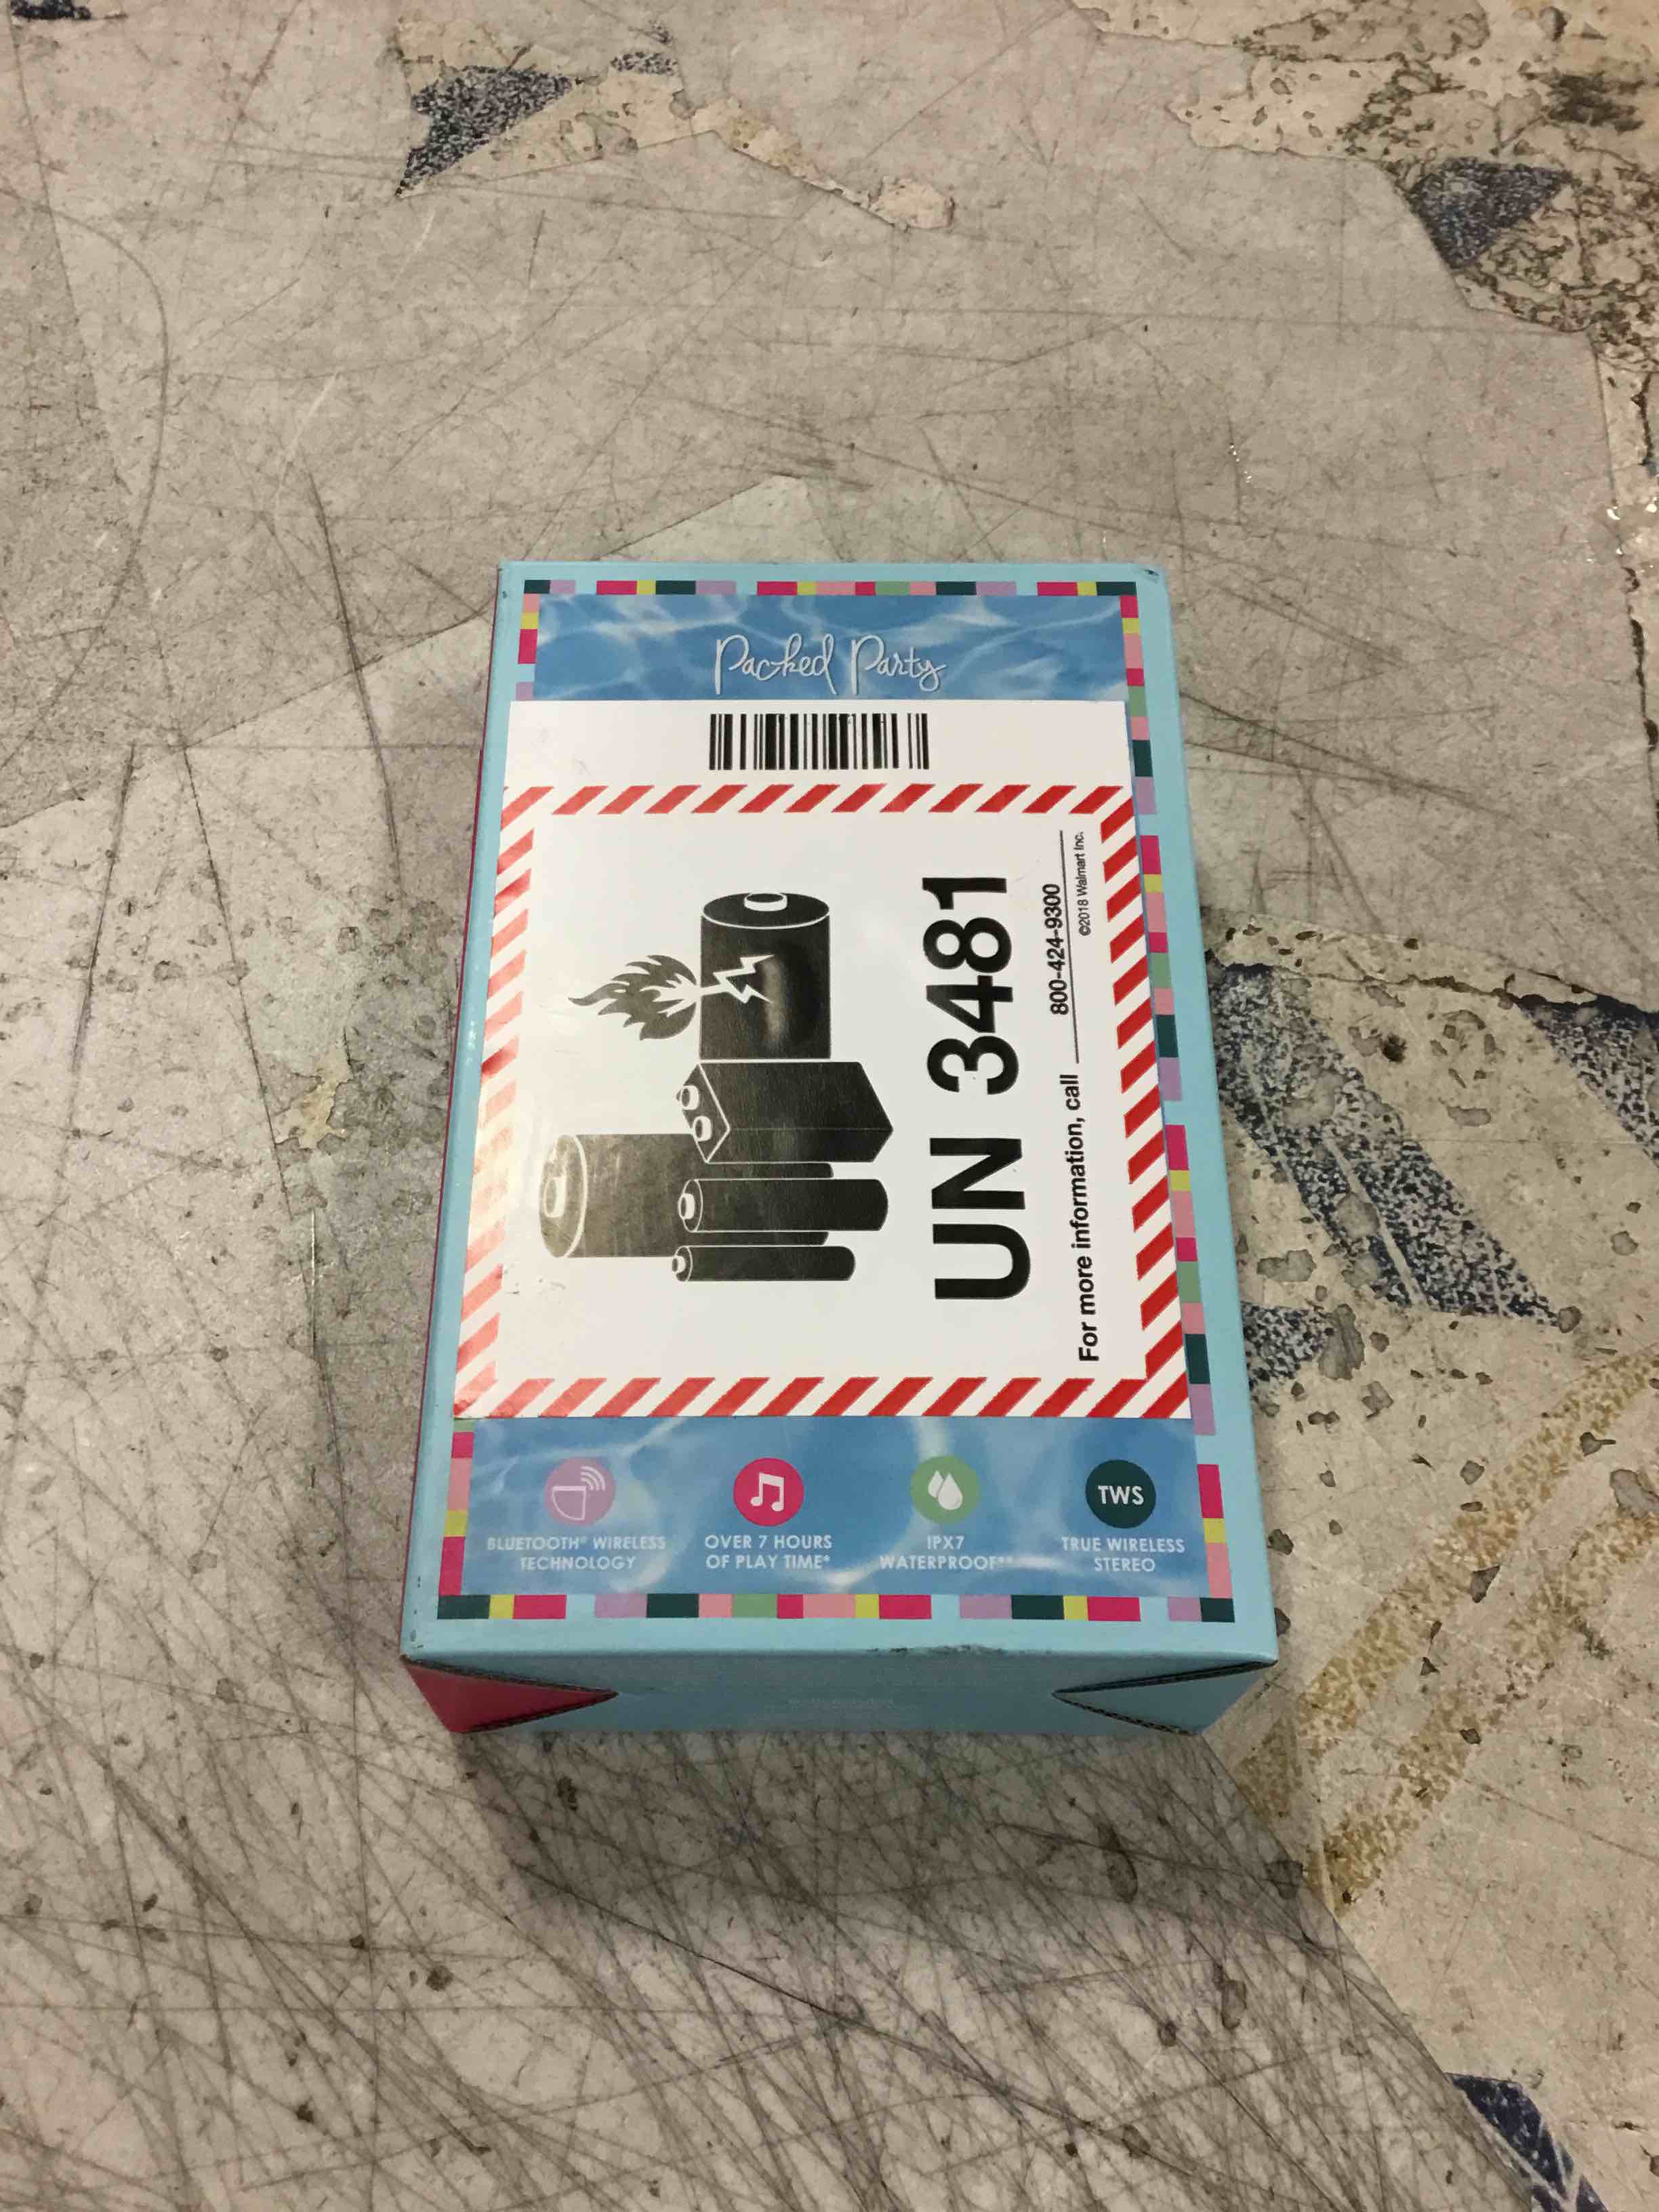 Packed Party
UN 3481
For more information, call 800-424-9300
©2018 Walmart Inc.
BLUETOOTH® WIRELESS
TECHNOLOGY
OVER 7 HOURS
OF PLAY TIME*
IPX7
WATERPROOF**
TWS
TRUE WIRELESS
STEREO